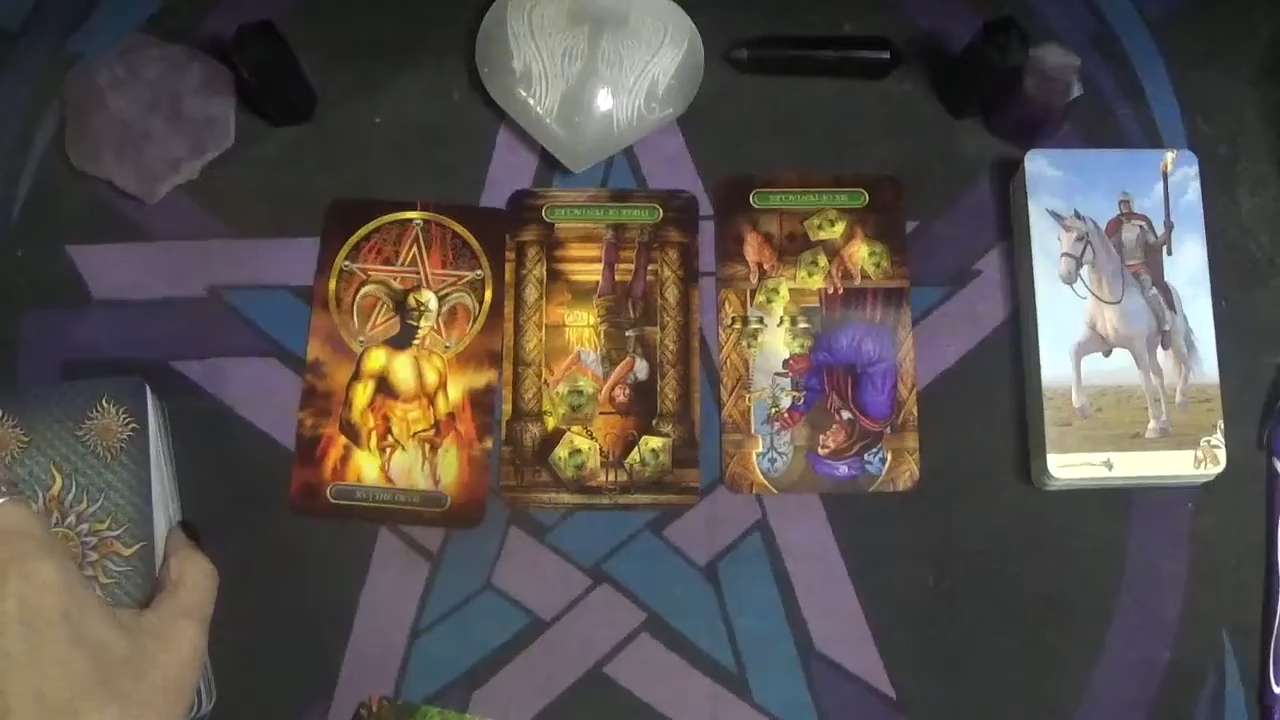 XV | THE DEVIL
THREE OF PENTACLES
SIX OF PENTACLES